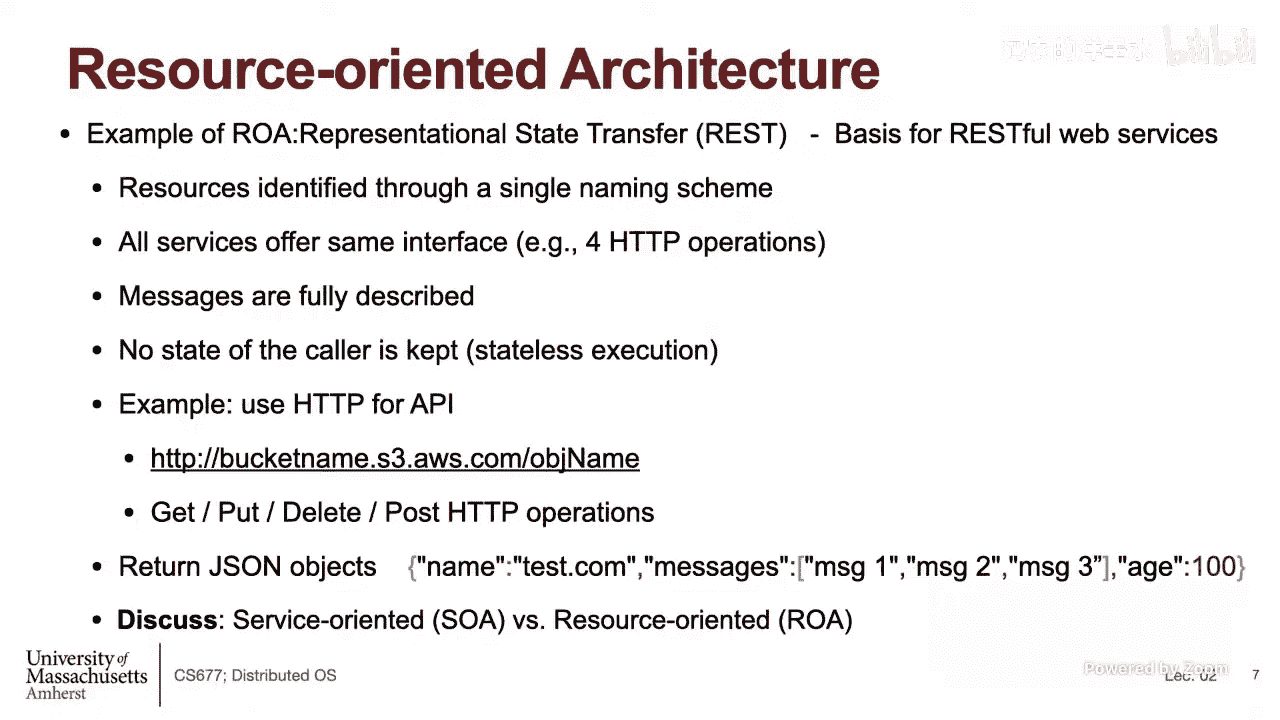 Resource-oriented Architecture
bilibili
• Example of ROA:Representational State Transfer (REST) - Basis for RESTful web services
• Resources identified through a single naming scheme
• All services offer same interface (e.g., 4 HTTP operations)
• Messages are fully described
• No state of the caller is kept (stateless execution)
• Example: use HTTP for API
• http://bucketname.s3.aws.com/objName
• Get / Put / Delete / Post HTTP operations
• Return JSON objects {"name":"test.com","messages":["msg 1","msg 2","msg 3”],"age":100}
• Discuss: Service-oriented (SOA) vs. Resource-oriented (ROA)
University of
Massachusetts
Amherst
CS677; Distributed OS
Powered by Zoom
Lec. 02
7